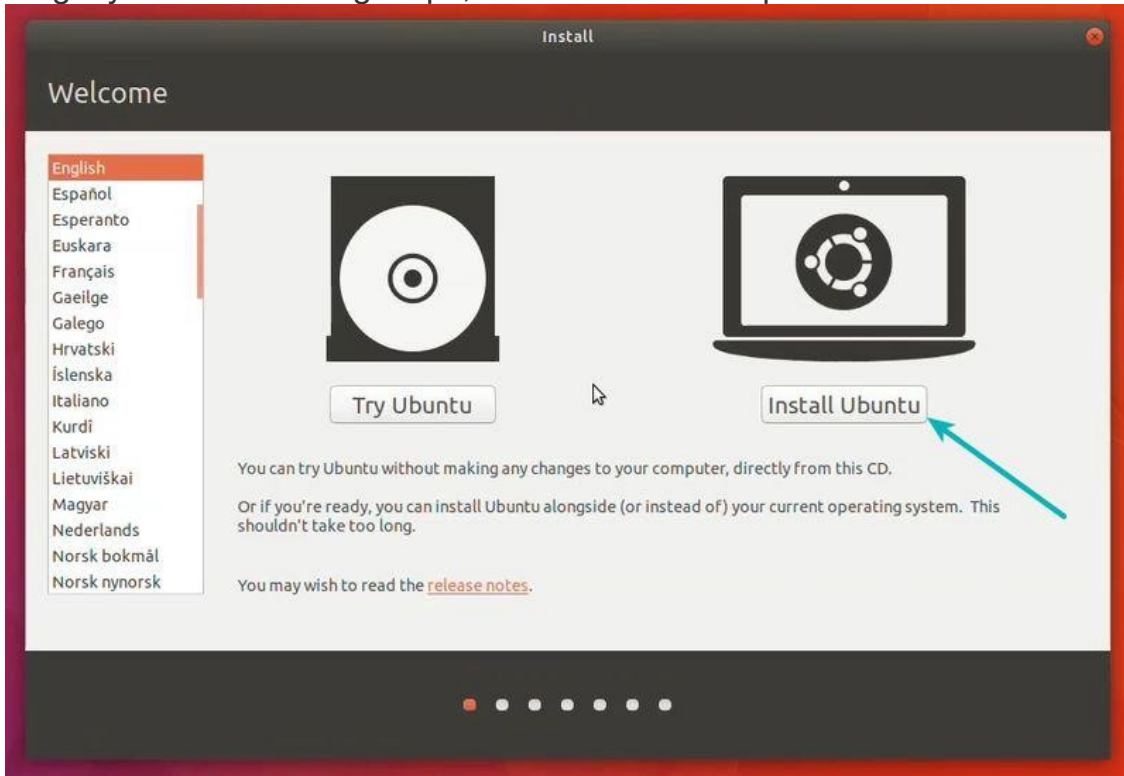 Install
Welcome
English
Español
Esperanto
Euskara
Français
Gaeilge
Galego
Hrvatski
Íslenska
Italiano
Kurdî
Latviski
Lietuviškai
Magyar
Nederlands
Norsk bokmål
Norsk nynorsk
Try Ubuntu
Install Ubuntu
You can try Ubuntu without making any changes to your computer, directly from this CD.
Or if you're ready, you can install Ubuntu alongside (or instead of) your current operating system. This
shouldn't take too long.
You may wish to read the release notes.